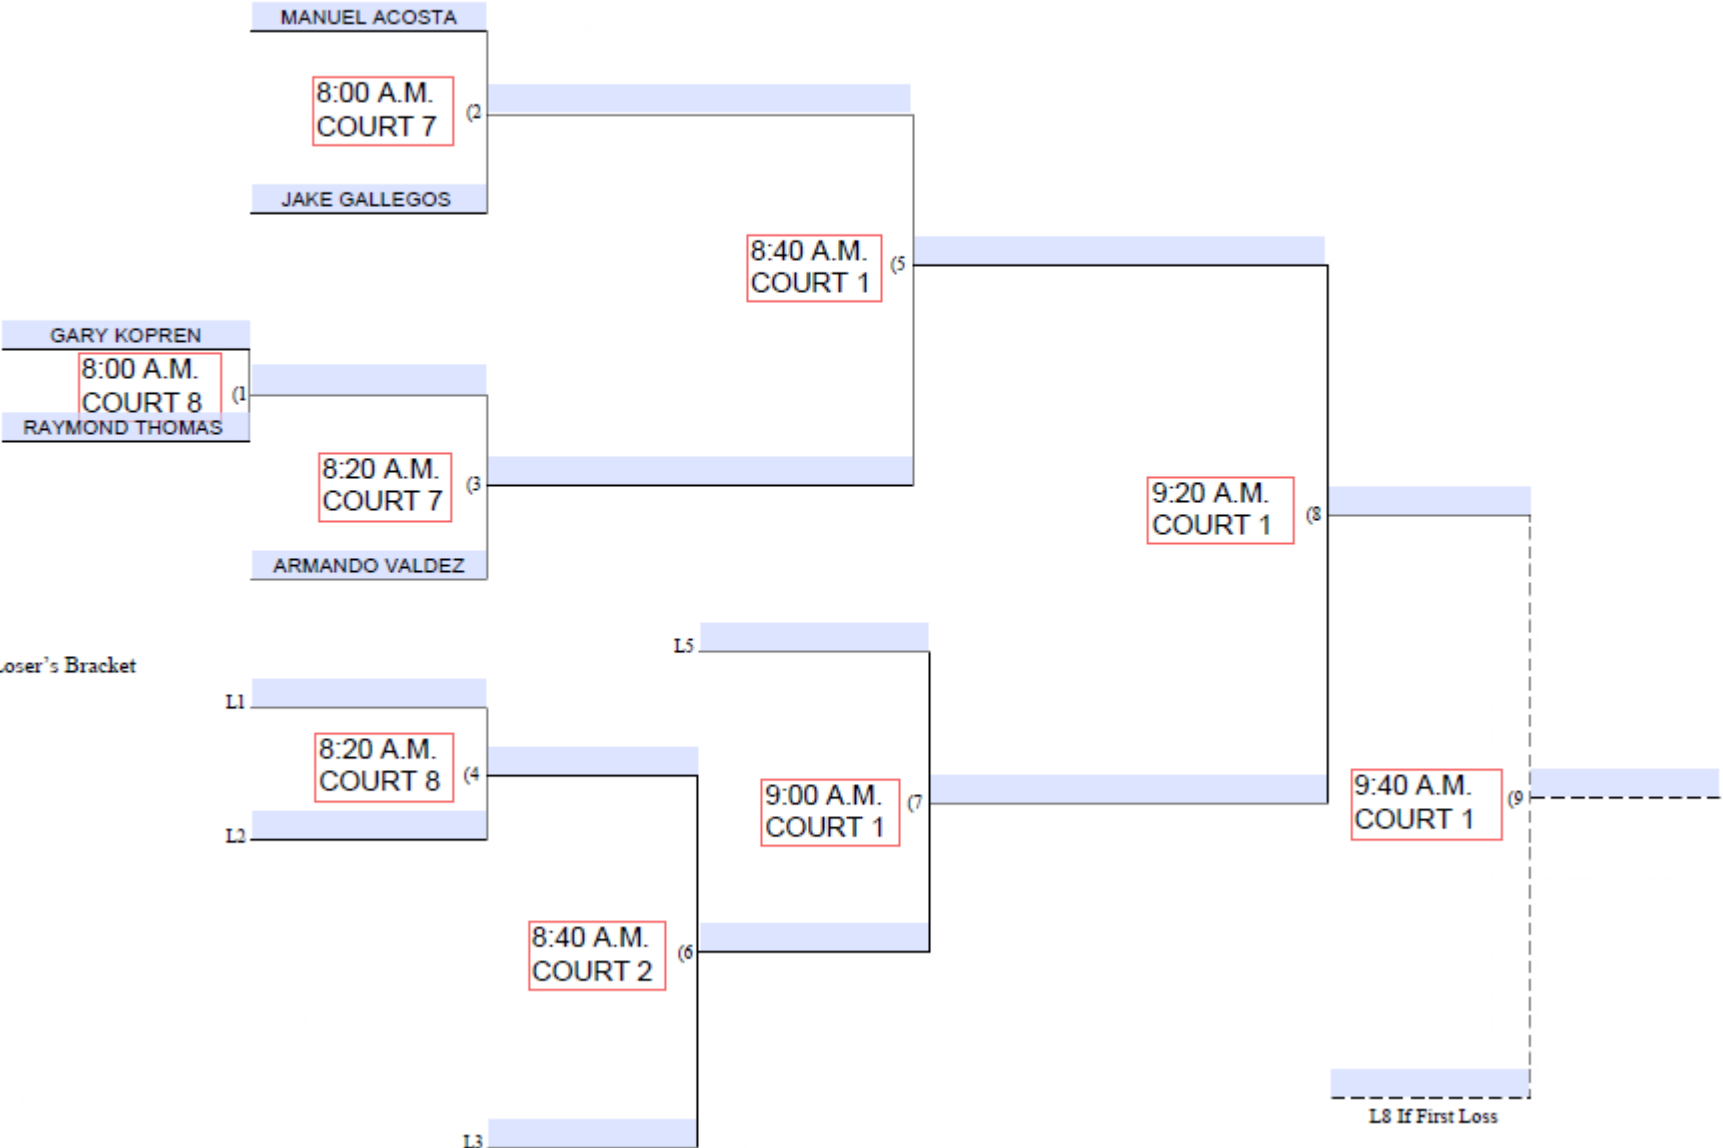 MANUEL ACOSTA
8:00 A.M.
COURT 7
(2
JAKE GALLEGOS
8:40 A.M.
COURT 1
(5
GARY KOPREN
8:00 A.M.
COURT 8
(1
RAYMOND THOMAS
8:20 A.M.
COURT 7
(3
9:20 A.M.
COURT 1
(8
ARMANDO VALDEZ
L5
Loser's Bracket
L1
8:20 A.M.
COURT 8
(4
9:00 A.M.
COURT 1
(7
9:40 A.M.
COURT 1
(9
L2
8:40 A.M.
COURT 2
(6
L8 If First Loss
L3